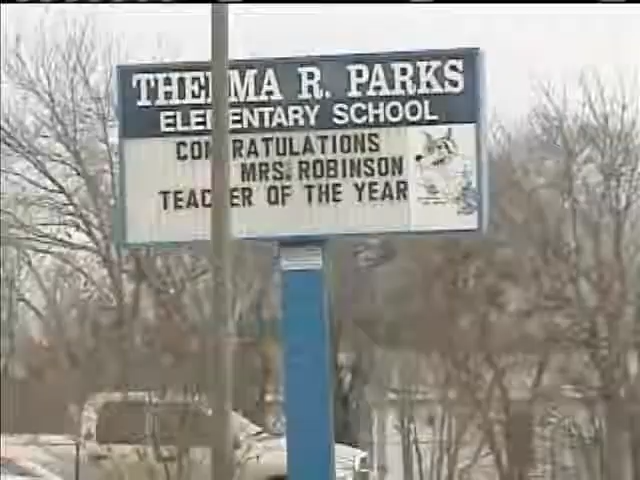 THELMA R. PARKS
ELEMENTARY SCHOOL
CONGRATULATIONS
MRS. ROBINSON
TEACHER OF THE YEAR